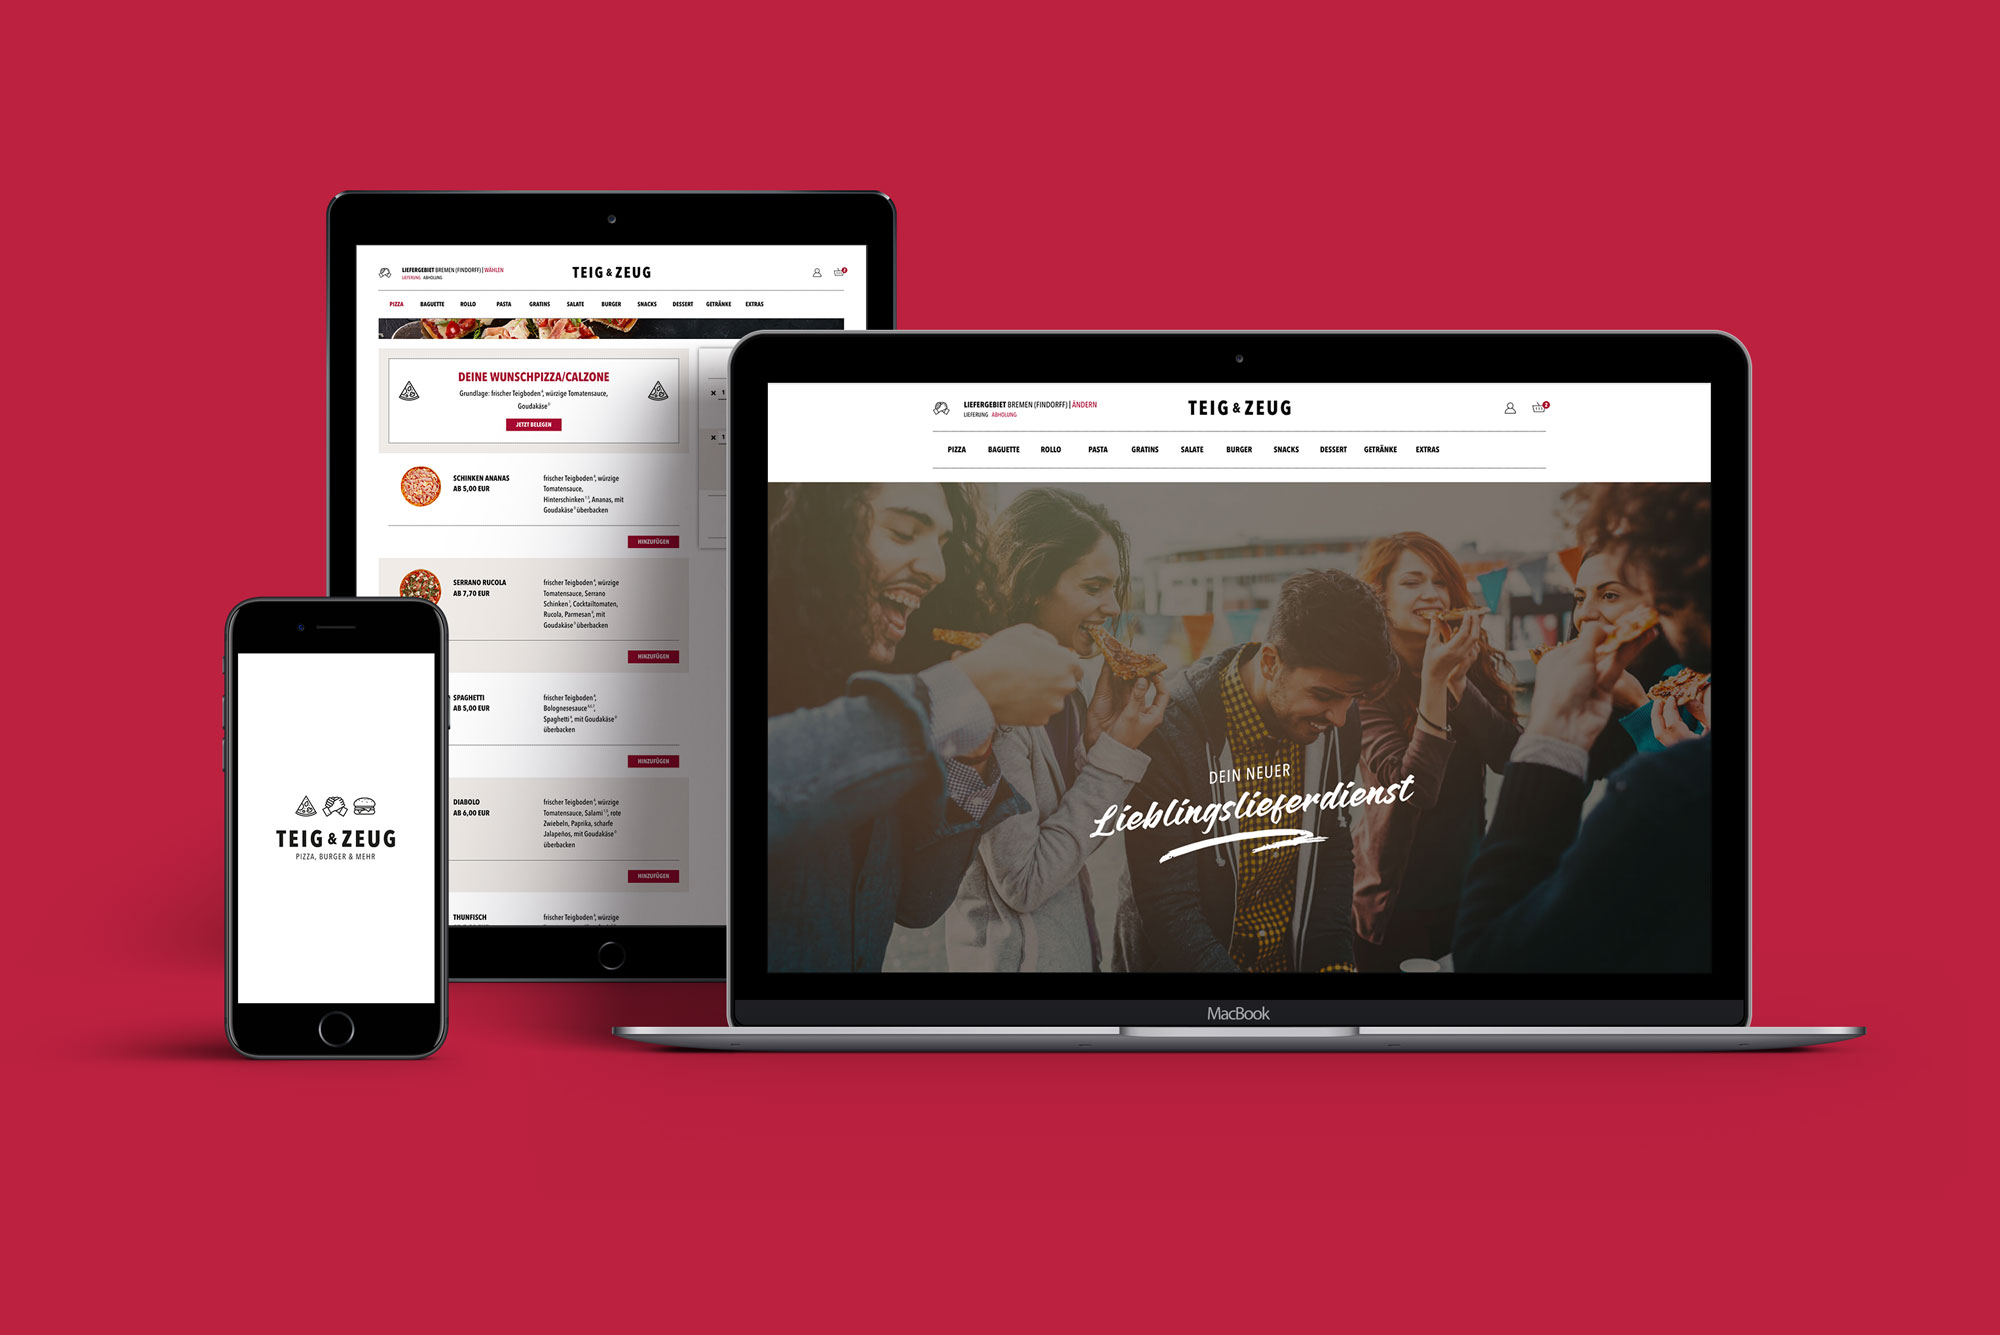 LIEFERGEBIET BREMEN (FINDORFF) | WÄHLEN
LIEFERUNG ABHOLUNG
TEIG & ZEUG
2
PIZZA BAGUETTE ROLLO PASTA GRATINS SALATE BURGER SNACKS DESSERT GETRÄNKE EXTRAS
DEINE WUNSCHPIZZA/CALZONE
Grundlage: frischer Teigboden, würzige Tomatensauce,
Goudakäse
JETZT BELEGEN
× 1
× 1
SCHINKEN ANANAS
AB 5,00 EUR
frischer Teigboden, würzige
Tomatensauce,
Hinterschinken, Ananas, mit
Goudakäse überbacken
HINZUFÜGEN
SERRANO RUCOLA
AB 7,70 EUR
frischer Teigboden, würzige
Tomatensauce, Serrano
Schinken, Cocktailtomaten,
Rucola, Parmesan, mit
Goudakäse überbacken
HINZUFÜGEN
SPAGHETTI
AB 5,00 EUR
frischer Teigboden,
Bolognesesauce,
Spaghetti, mit Goudakäse
überbacken
HINZUFÜGEN
DIABOLO
AB 6,00 EUR
frischer Teigboden, würzige
Tomatensauce, Salami, rote
Zwiebeln, Paprika, scharfe
Jalapeños, mit Goudakäse
überbacken
HINZUFÜGEN
THUNFISCH
frischer Teigboden, würzige
TEIG & ZEUG
PIZZA, BURGER & MEHR
LIEFERGEBIET BREMEN (FINDORFF) | ÄNDERN
LIEFERUNG ABHOLUNG
TEIG & ZEUG
2
PIZZA BAGUETTE ROLLO PASTA GRATINS SALATE BURGER SNACKS DESSERT GETRÄNKE EXTRAS
DEIN NEUER
Lieblingslieferdienst
MacBook